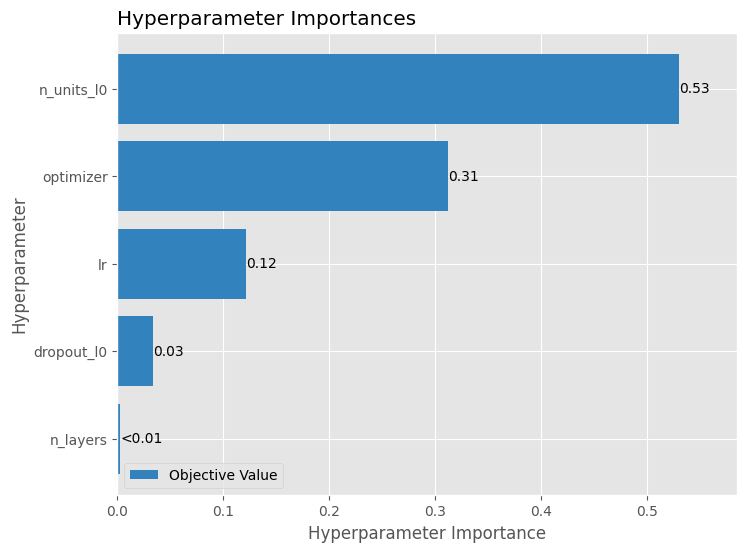 Hyperparameter Importances
n_units_l0
0.53
optimizer
0.31
lr
0.12
dropout_l0
0.03
n_layers
<0.01
Hyperparameter
Objective Value
0.0 0.1 0.2 0.3 0.4 0.5
Hyperparameter Importance